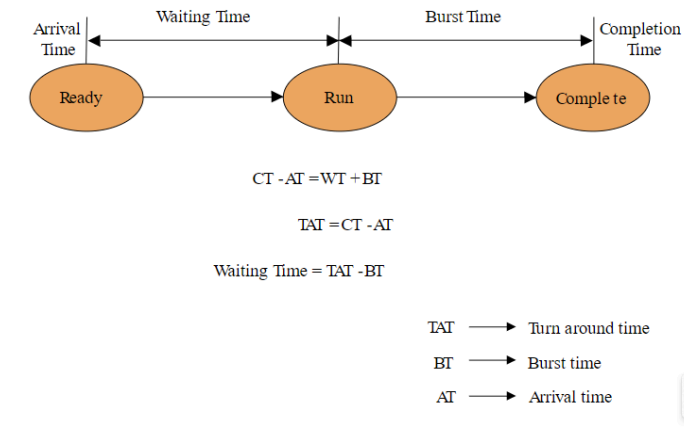 Waiting Time
Burst Time
Arrival
Time
Completion
Time
Ready
Run
Comple te
CT - AT = WT + BT
TAT = CT - AT
Waiting Time = TAT - BT
TAT Turn around time
BT Burst time
AT Arrival time